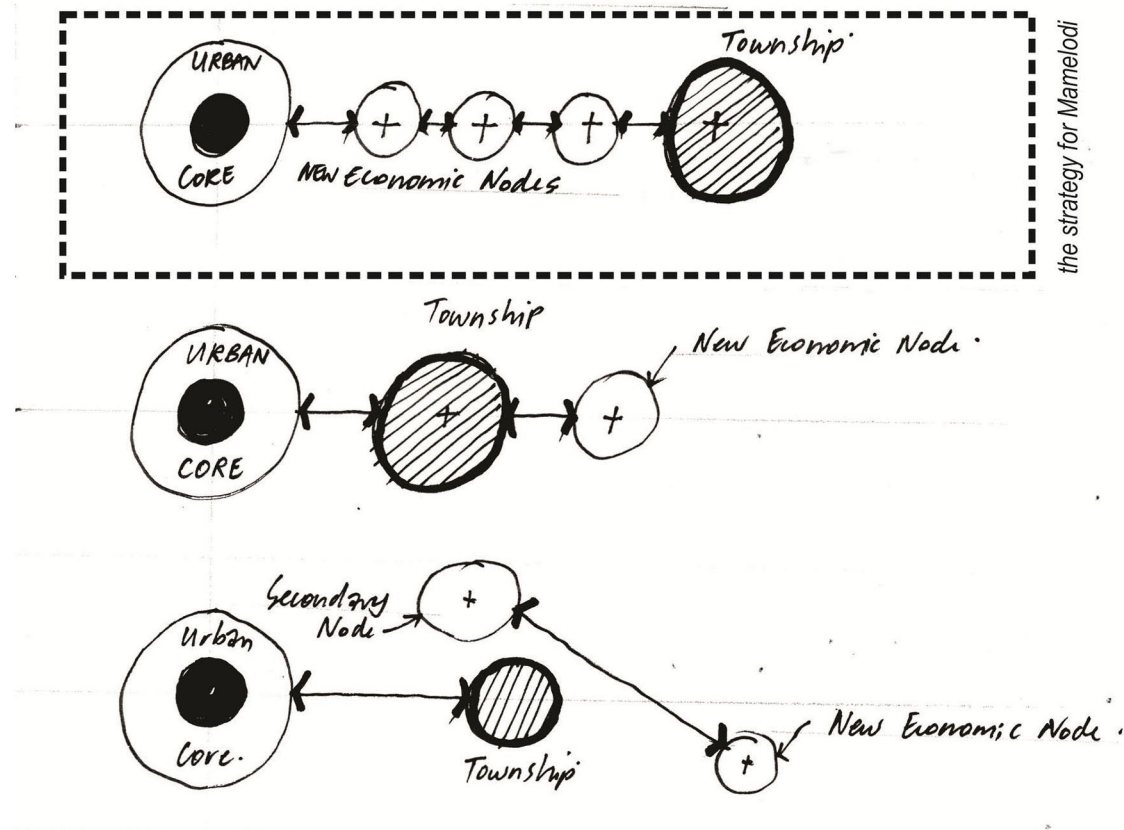 Township
URBAN
CORE
NEW Economic Nodes
the strategy for Mamelodi
Township
URBAN
CORE
New Economic Node.
Secondary
Node
Urban
Core.
Township
New Economic Node.